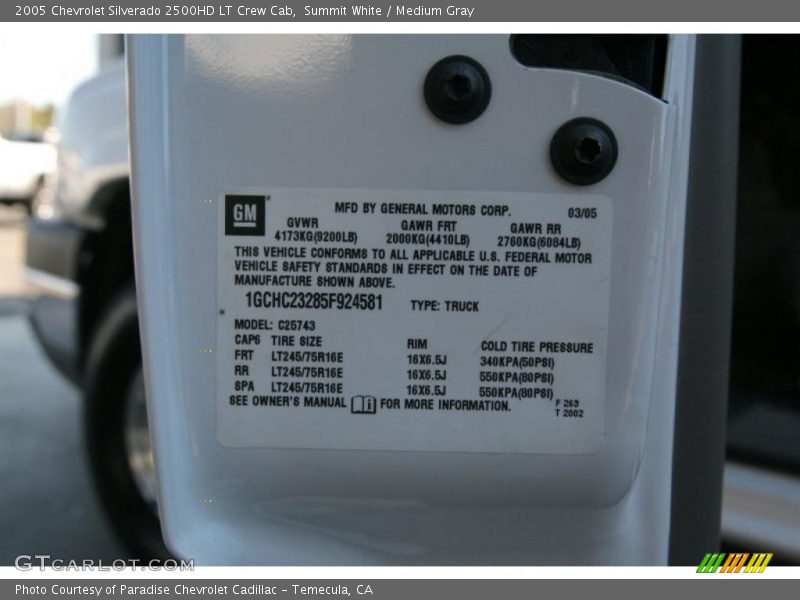 2005 Chevrolet Silverado 2500HD LT Crew Cab, Summit White / Medium Gray
GM
MFD BY GENERAL MOTORS CORP. 03/05
GVWR GAWR FRT GAWR RR
4173KG(9200LB) 2000KG(4410LB) 2760KG(6084LB)
THIS VEHICLE CONFORMS TO ALL APPLICABLE U.S. FEDERAL MOTOR
VEHICLE SAFETY STANDARDS IN EFFECT ON THE DATE OF
MANUFACTURE SHOWN ABOVE.
1GCHC23285F924581 TYPE: TRUCK
MODEL: C25743
CAP6 TIRE SIZE RIM COLD TIRE PRESSURE
FRT LT245/75R16E 16X6.5J 340KPA(50PSI)
RR LT245/75R16E 16X6.5J 550KPA(80PSI)
SPA LT245/75R16E 16X6.5J 550KPA(80PSI)
SEE OWNER'S MANUAL FOR MORE INFORMATION.
F 263
T 2002
GTCARLOT.COM
Photo Courtesy of Paradise Chevrolet Cadillac - Temecula, CA